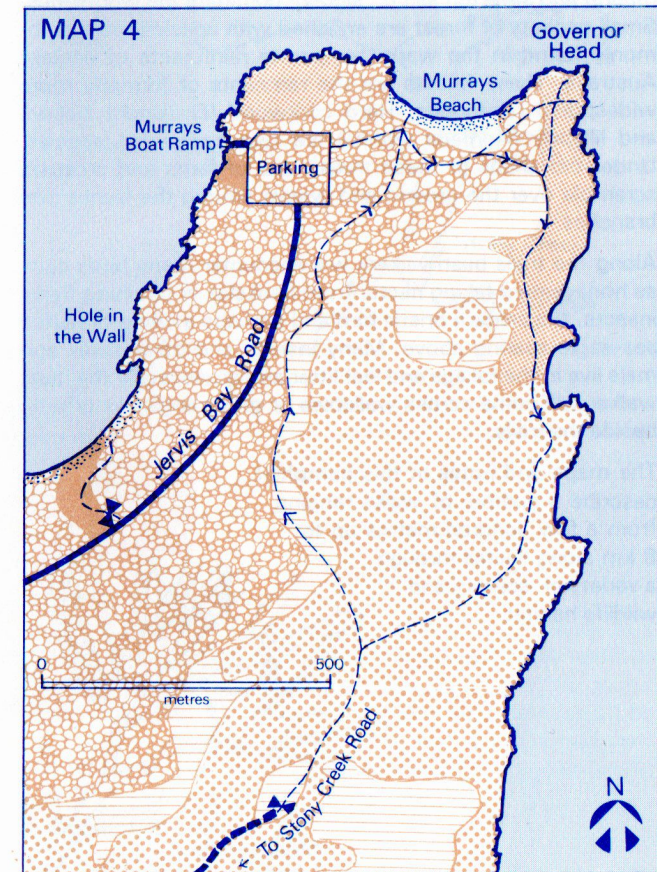 MAP 4
Governor
Head
Murrays
Beach
Murrays
Boat Ramp
Parking
Hole in
the Wall
Jervis Bay Road
0 500
metres
To Stony Creek Road
N